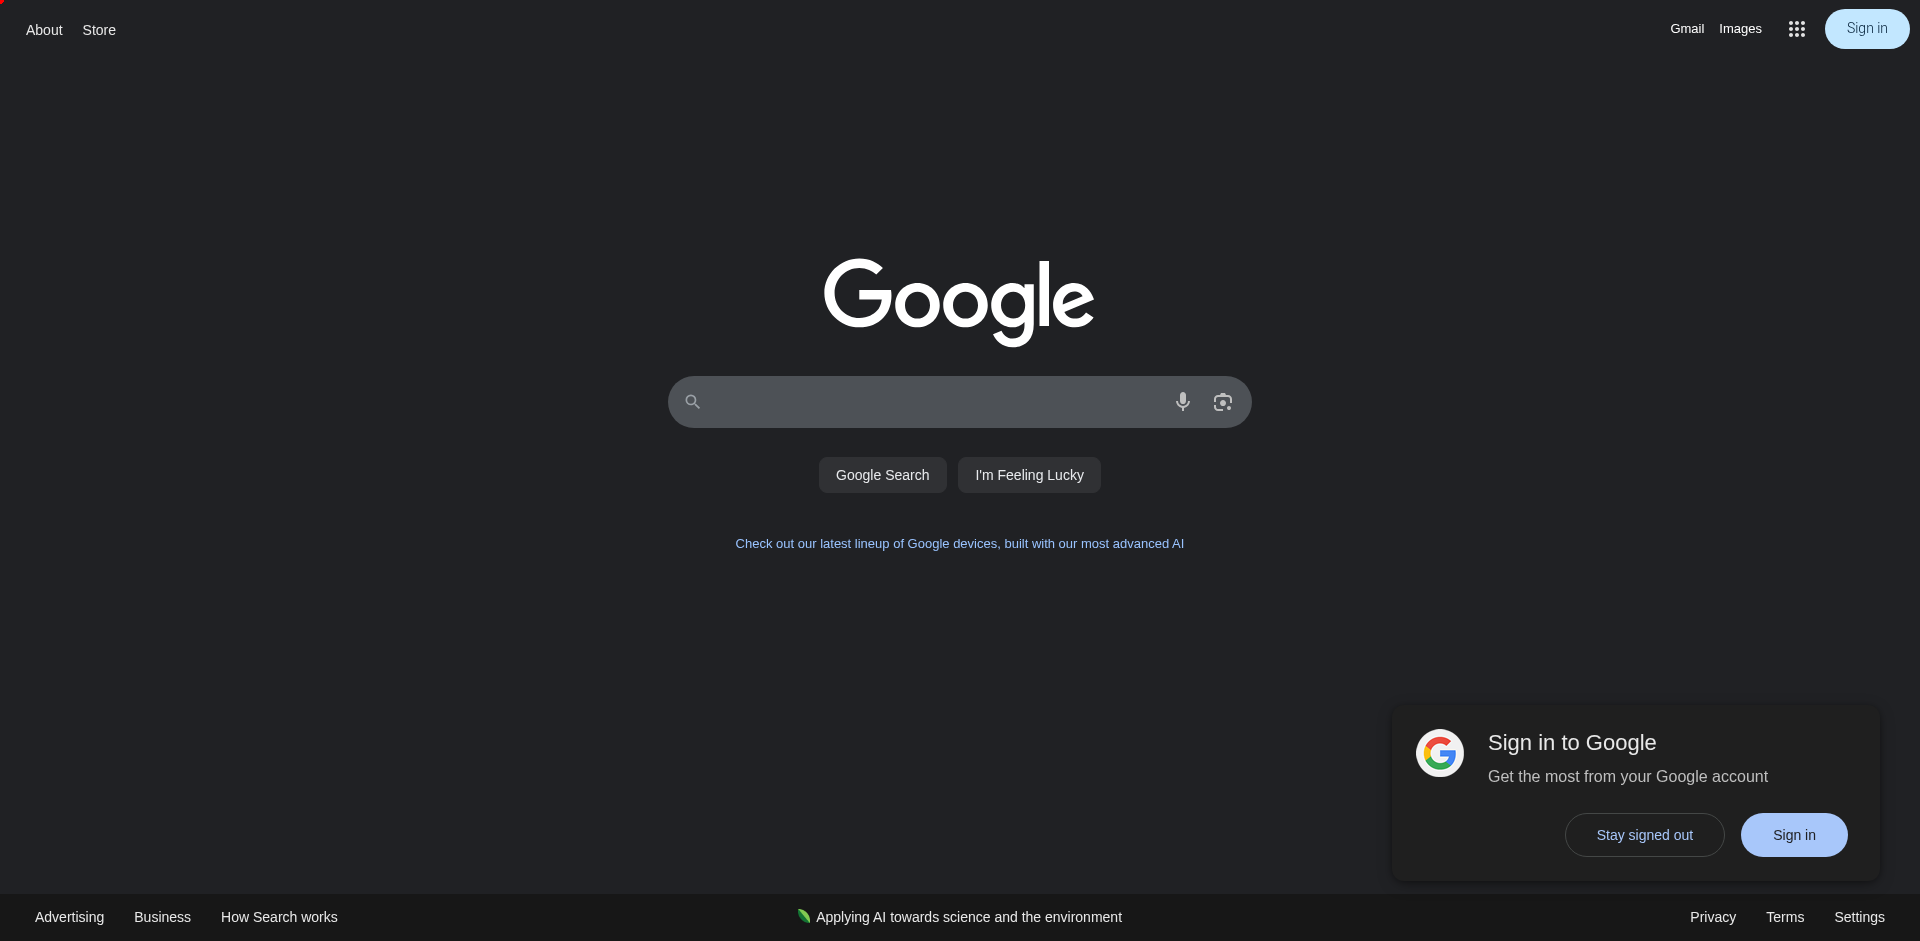 About Store
Gmail Images Sign in
Google
Google Search I'm Feeling Lucky
Check out our latest lineup of Google devices, built with our most advanced AI
Sign in to Google
Get the most from your Google account
Stay signed out Sign in
Advertising Business How Search works Applying AI towards science and the environment Privacy Terms Settings